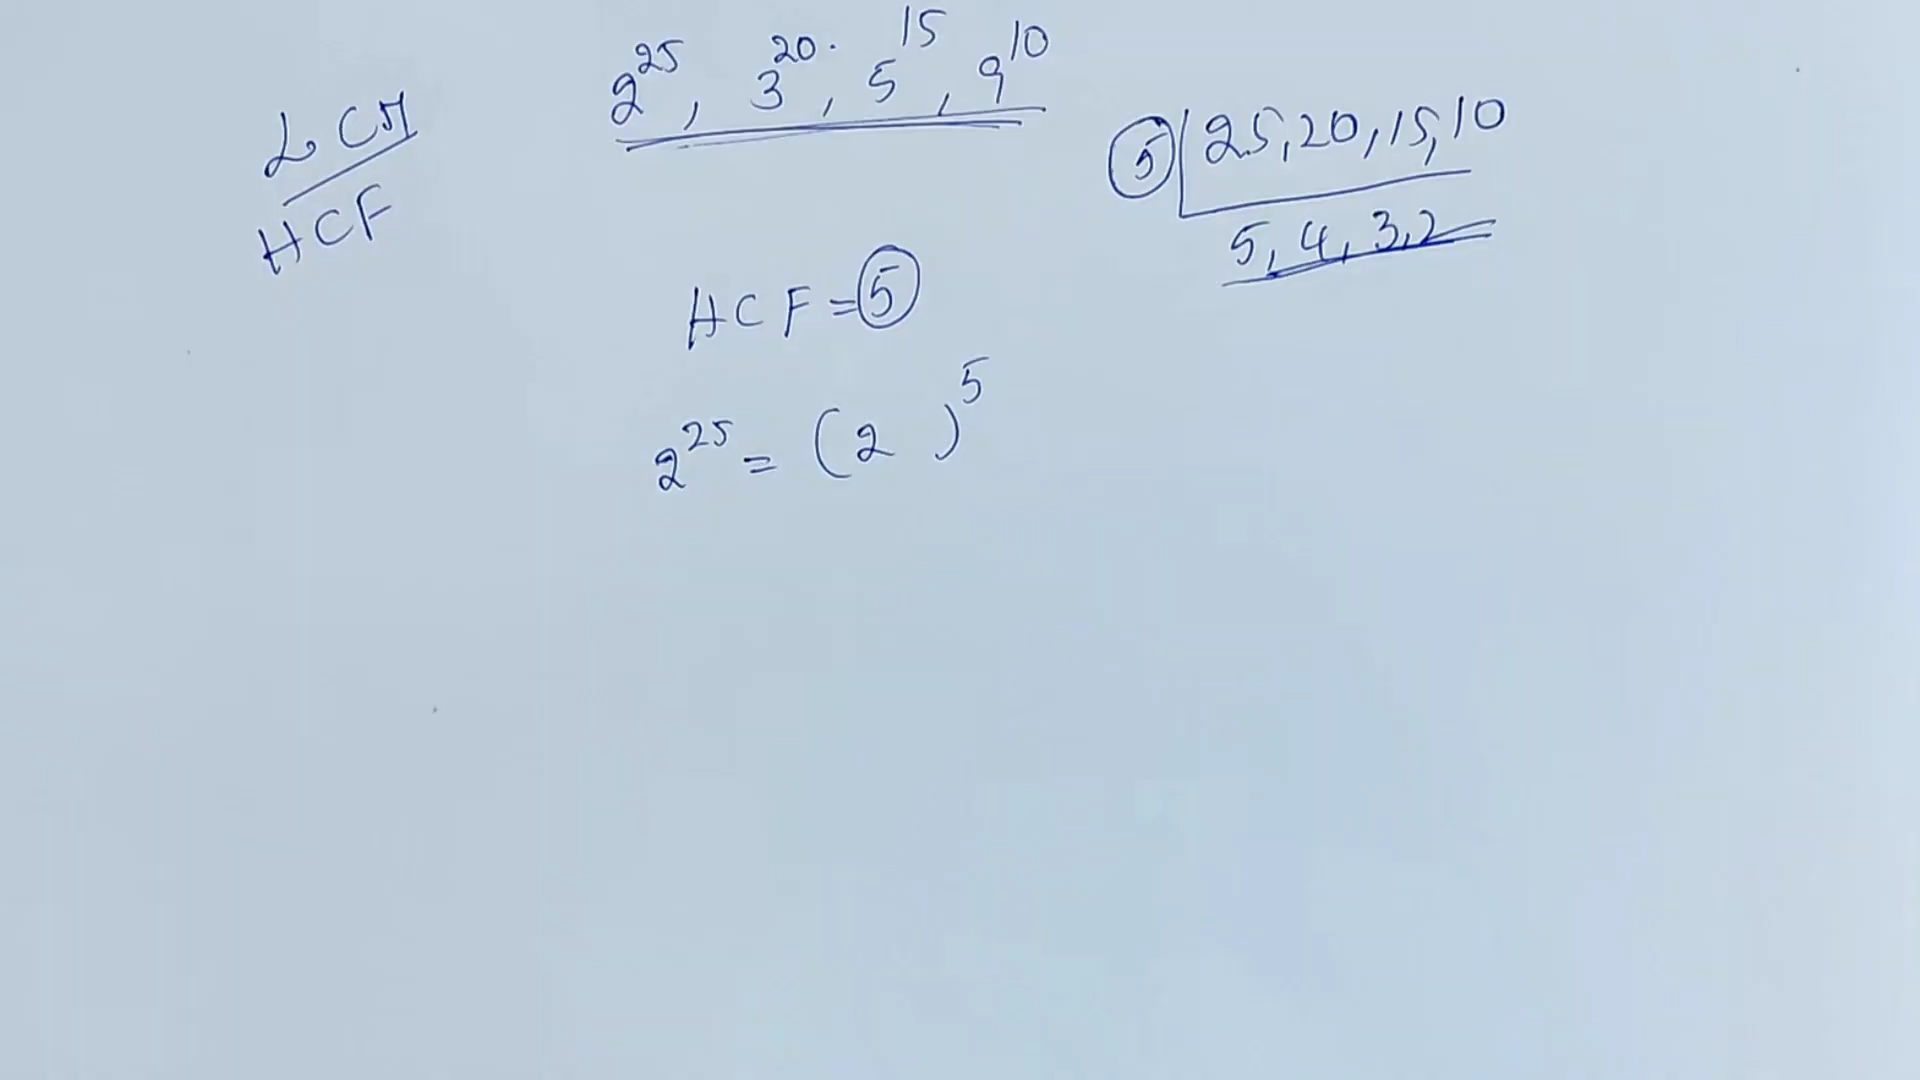 LCM
HCF
2^25, 3^20, 5^15, 9^10
5 | 25, 20, 15, 10
5, 4, 3, 2
HCF = 5
2^25 = (2 )^5